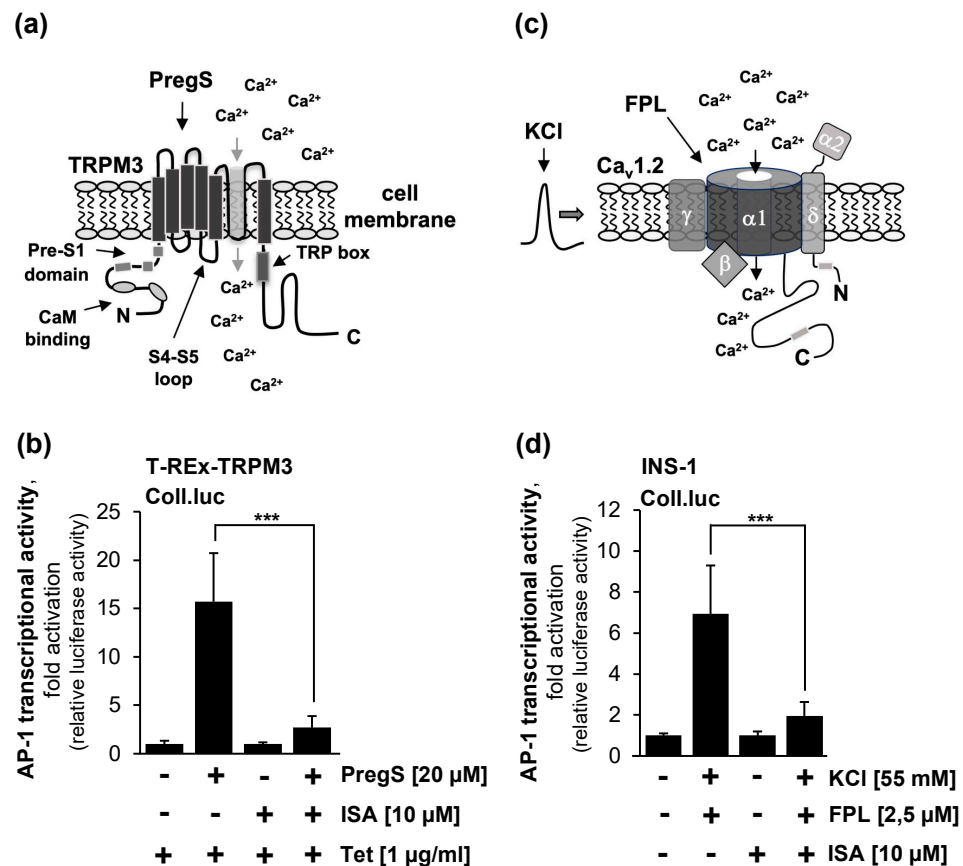 (a)
PregS
Ca²⁺
Ca²⁺
Ca²⁺
Ca²⁺
Ca²⁺
TRPM3
cell
membrane
Pre-S1
domain
TRP box
Ca²⁺
Ca²⁺
CaM
binding
N
C
S4-S5
loop
Ca²⁺
Ca²⁺
(c)
FPL
Ca²⁺
Ca²⁺
Ca²⁺
Ca²⁺
Ca²⁺
KCl
α2
Caᵥ1.2
γ
α1
δ
β
Ca²⁺
N
Ca²⁺
Ca²⁺
C
(b)
T-REx-TRPM3
Coll.luc
AP-1 transcriptional activity,
fold activation
(relative luciferase activity)
25
20
15
10
5
0
***
- + - + PregS [20 µM]
- - + + ISA [10 µM]
+ + + + Tet [1 µg/ml]
(d)
INS-1
Coll.luc
AP-1 transcriptional activity,
fold activation
(relative luciferase activity)
12
10
8
6
4
2
0
***
- + - + KCl [55 mM]
- + - + FPL [2,5 µM]
- - + + ISA [10 µM]